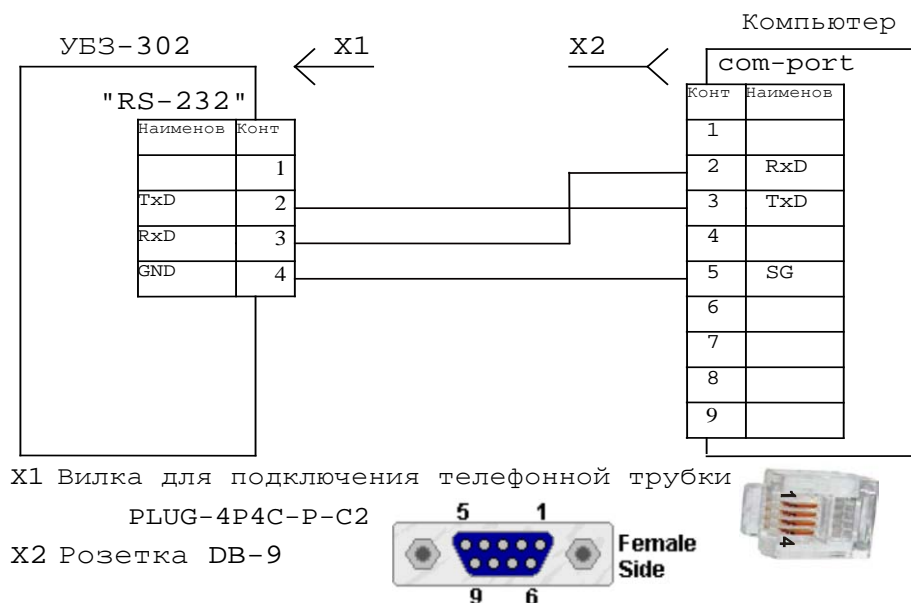 Компьютер
УБЗ-302
X1
X2
com-port
"RS-232"
Наименов Конт
1
TxD 2
RxD 3
GND 4
Конт Наименов
1
2 RxD
3 TxD
4
5 SG
6
7
8
9
X1 Вилка для подключения телефонной трубки
PLUG-4P4C-P-C2
X2 Розетка DB-9
5 1
Female
Side
9 6
1
4